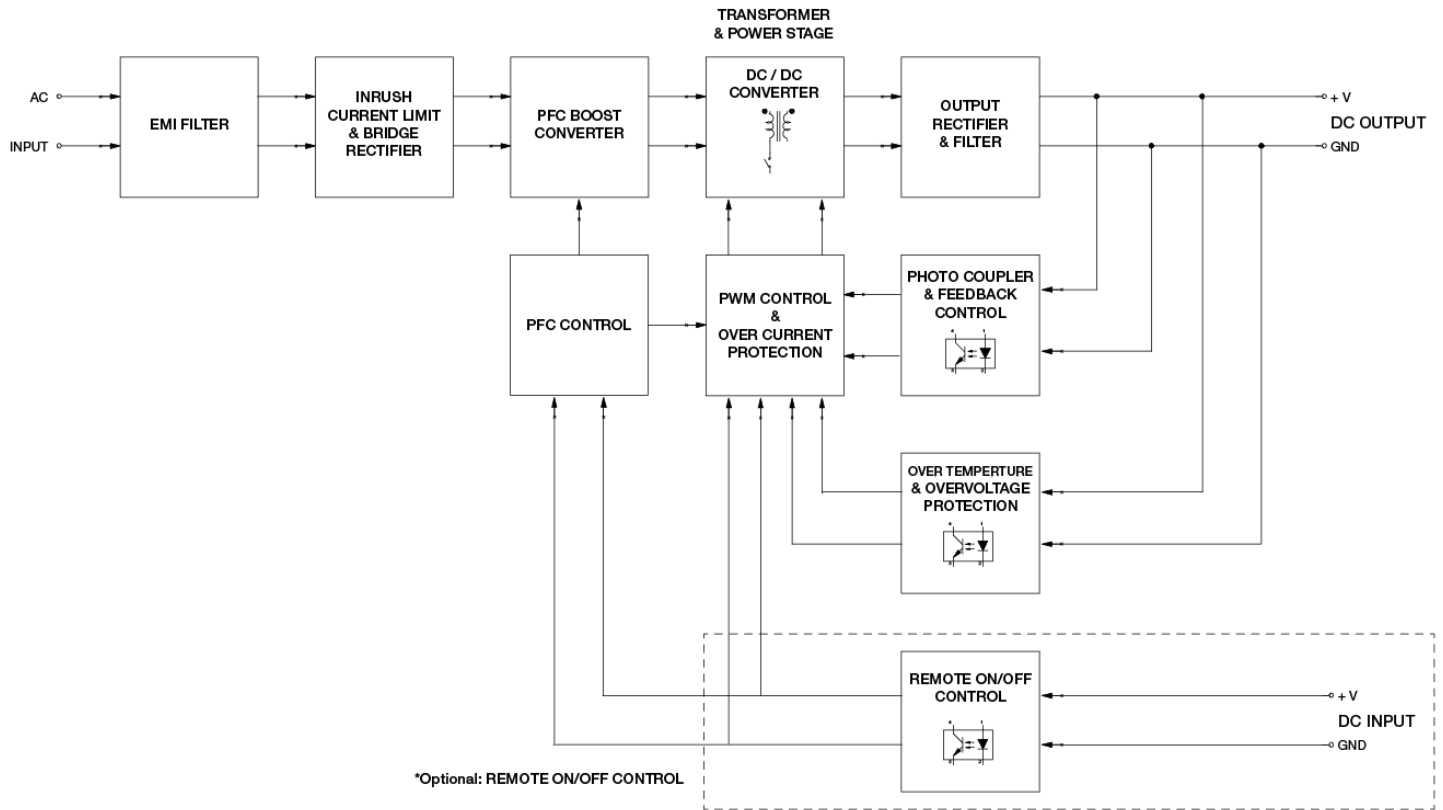 TRANSFORMER
& POWER STAGE
AC
INPUT
EMI FILTER
INRUSH
CURRENT LIMIT
& BRIDGE
RECTIFIER
PFC BOOST
CONVERTER
DC / DC
CONVERTER
OUTPUT
RECTIFIER
& FILTER
+ V
DC OUTPUT
GND
PFC CONTROL
PWM CONTROL
&
OVER CURRENT
PROTECTION
PHOTO COUPLER
& FEEDBACK
CONTROL
OVER TEMPERTURE
& OVERVOLTAGE
PROTECTION
REMOTE ON/OFF
CONTROL
+ V
DC INPUT
GND
*Optional: REMOTE ON/OFF CONTROL